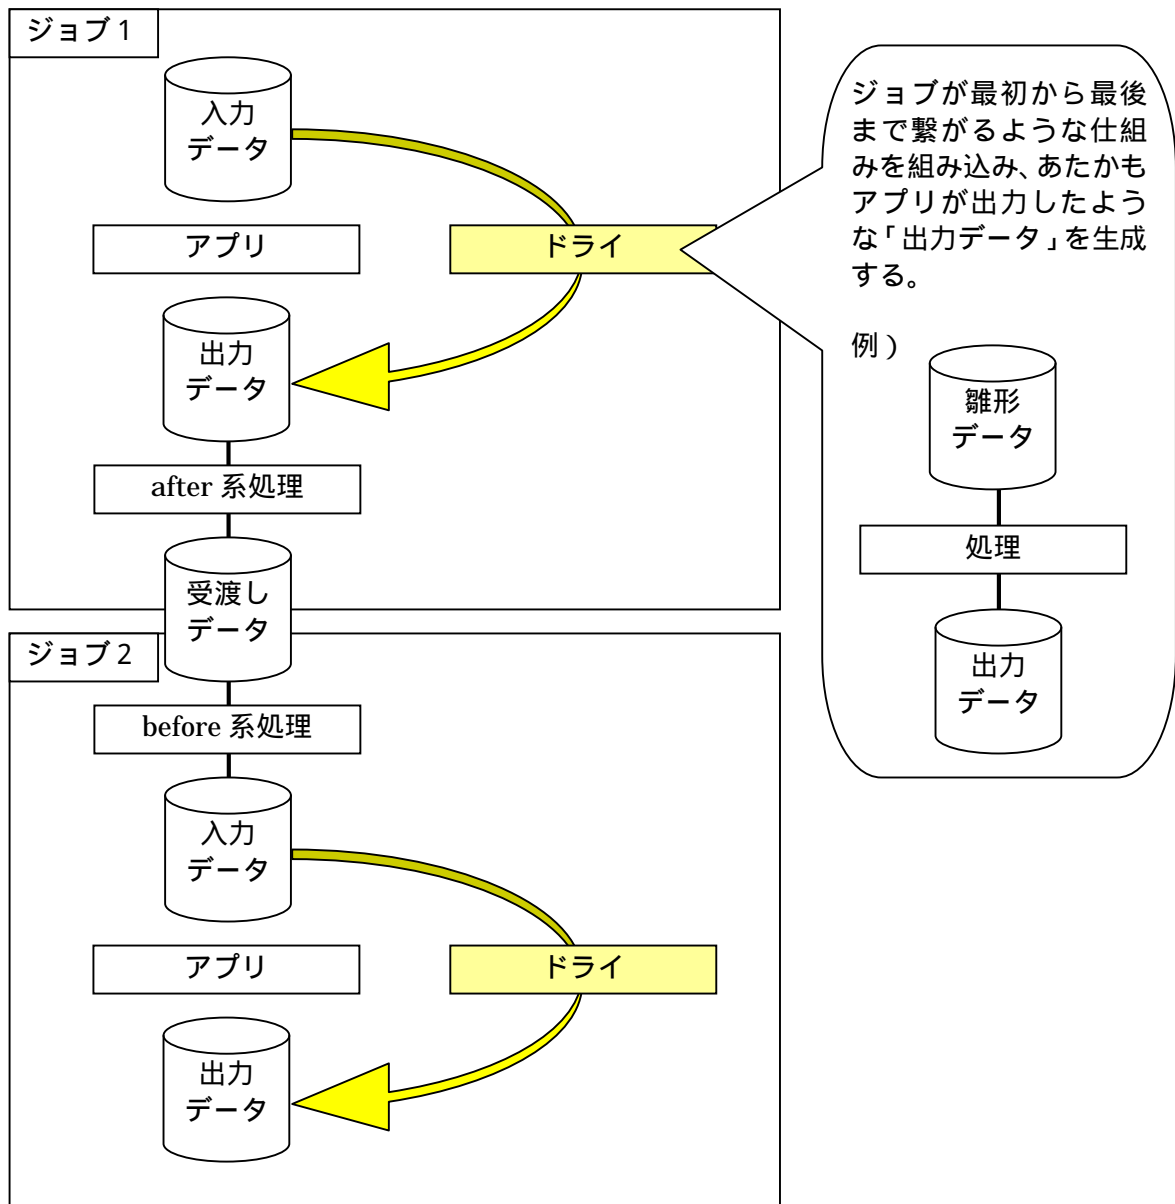 ジョブ1
入力
データ
アプリ
ドライ
出力
データ
after 系処理
受渡し
データ
ジョブ2
before 系処理
入力
データ
アプリ
ドライ
出力
データ
ジョブが最初から最後
まで繋がるような仕組
みを組み込み、あたかも
アプリが出力したよう
な「出力データ」を生成
する。
例）
雛形
データ
処理
出力
データ